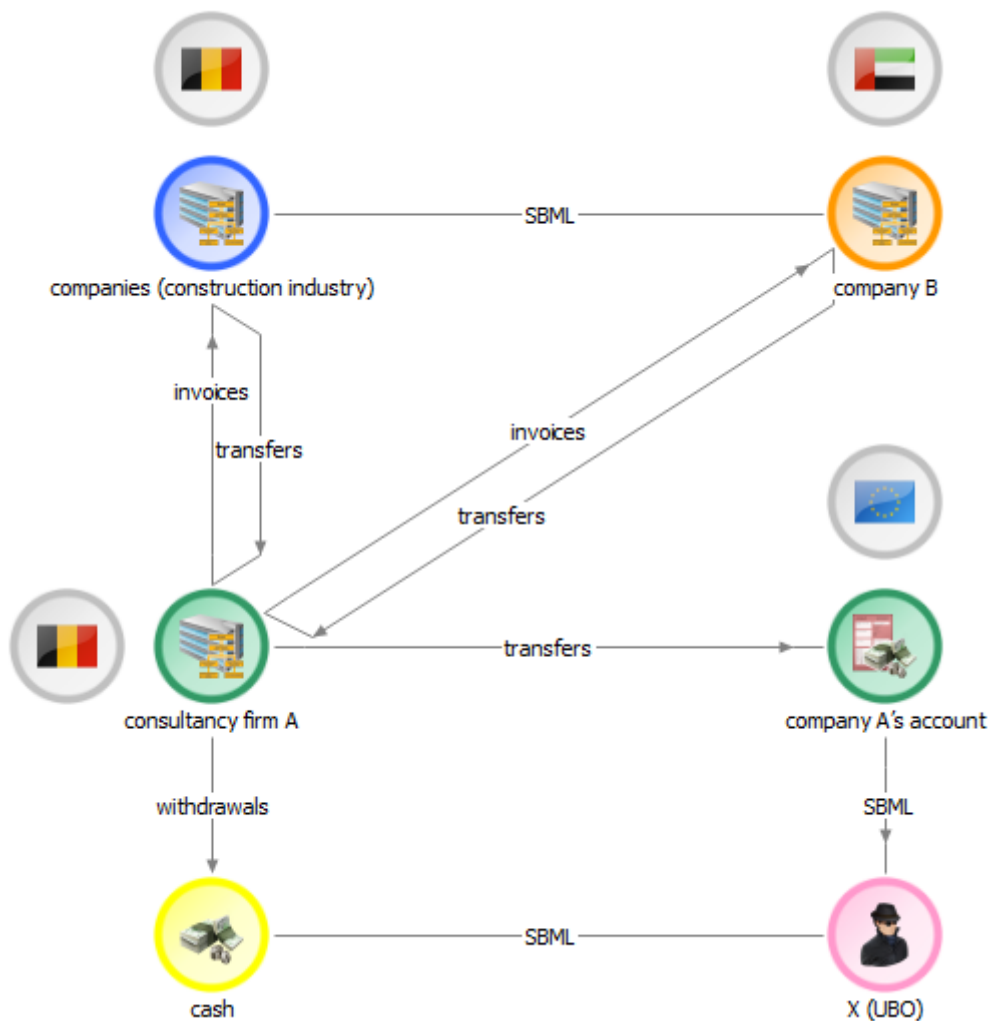 SBML
companies (construction industry)
company B
invoices
transfers
invoices
transfers
transfers
consultancy firm A
company A’s account
withdrawals
SBML
SBML
cash
X (UBO)